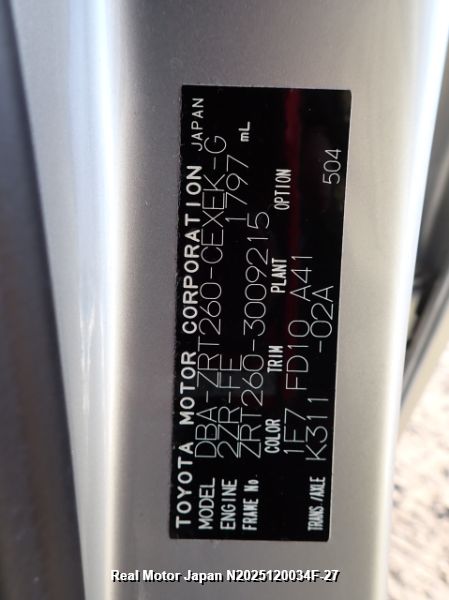 TOYOTA MOTOR CORPORATION JAPAN
MODEL DBA-ZRT260-CEXEK-G
ENGINE 2ZR-FE 1797 mL
FRAME No. ZRT260-3009215
COLOR TRIM PLANT OPTION
1F7 FD10 A41 504
TRANS./AXLE K311 -02A
Real Motor Japan N2025120034F-27